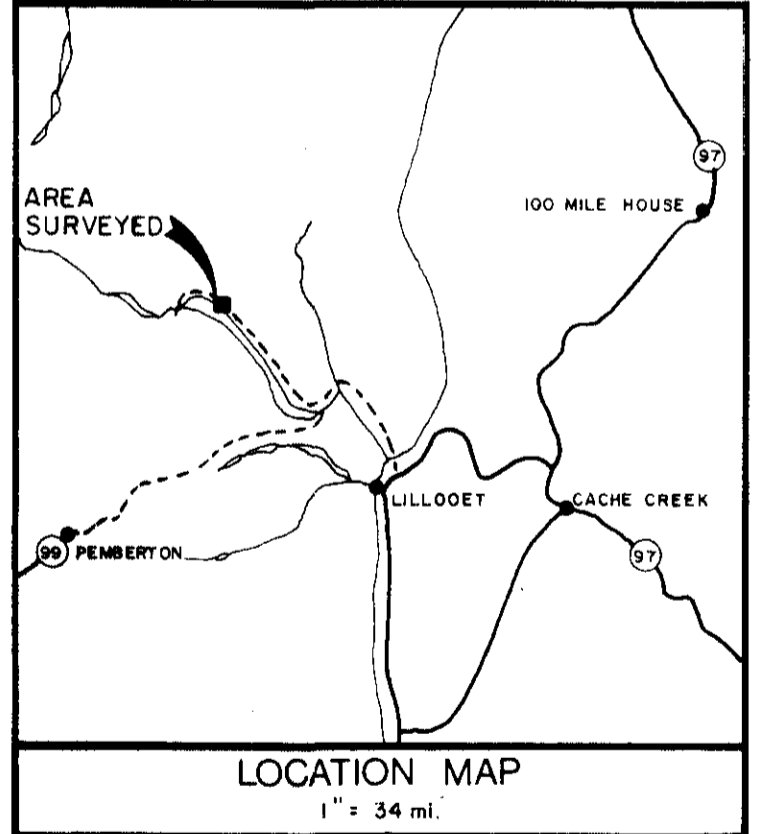 97
AREA
SURVEYED
100 MILE HOUSE
LILLOOET
CACHE CREEK
99 PEMBERTON
97
LOCATION MAP
1" = 34 mi.